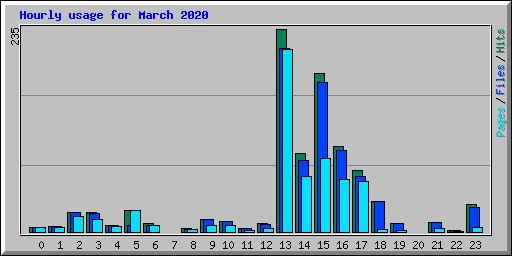 Hourly usage for March 2020
235
Pages/Files/Hits
0 1 2 3 4 5 6 7 8 9 10 11 12 13 14 15 16 17 18 19 20 21 22 23